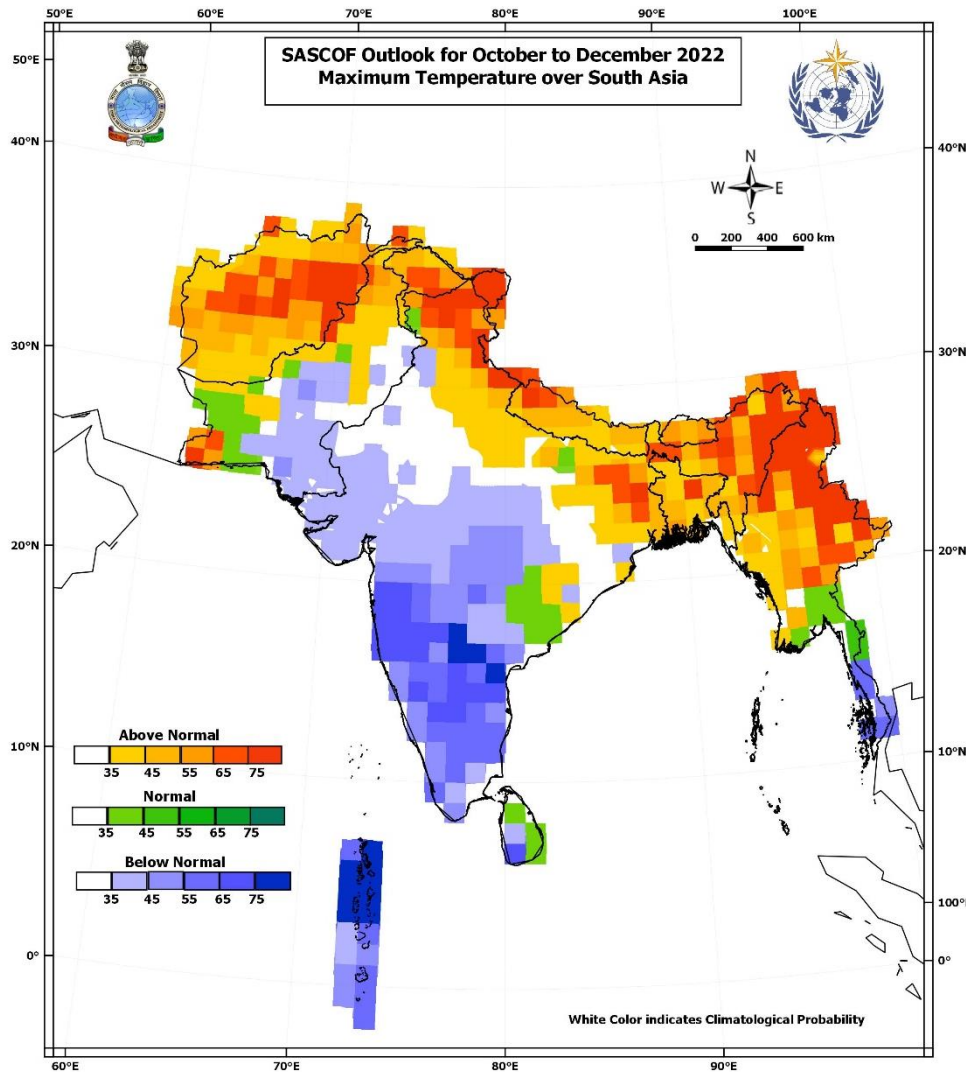 50°E 60°E 70°E 80°E 90°E 100°E
SASCOF Outlook for October to December 2022
Maximum Temperature over South Asia
50°N
40°N 40°N
N
W E
S
0 200 400 600 km
30°N 30°N
20°N 20°N
10°N 10°N
Above Normal
35 45 55 65 75
Normal
35 45 55 65 75
Below Normal
35 45 55 65 75
100°E
0° 0°
White Color indicates Climatological Probability
60°E 70°E 80°E 90°E